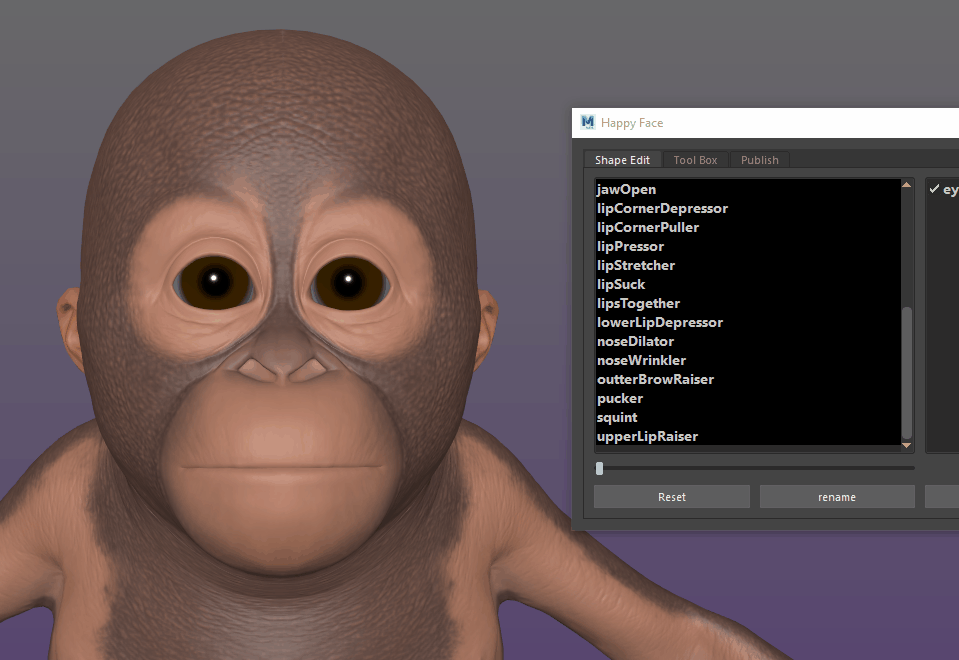 Happy Face
Shape Edit Tool Box Publish
jawOpen
lipCornerDepressor
lipCornerPuller
lipPressor
lipStretcher
lipSuck
lipsTogether
lowerLipDepressor
noseDilator
noseWrinkler
outterBrowRaiser
pucker
squint
upperLipRaiser
ey
Reset rename